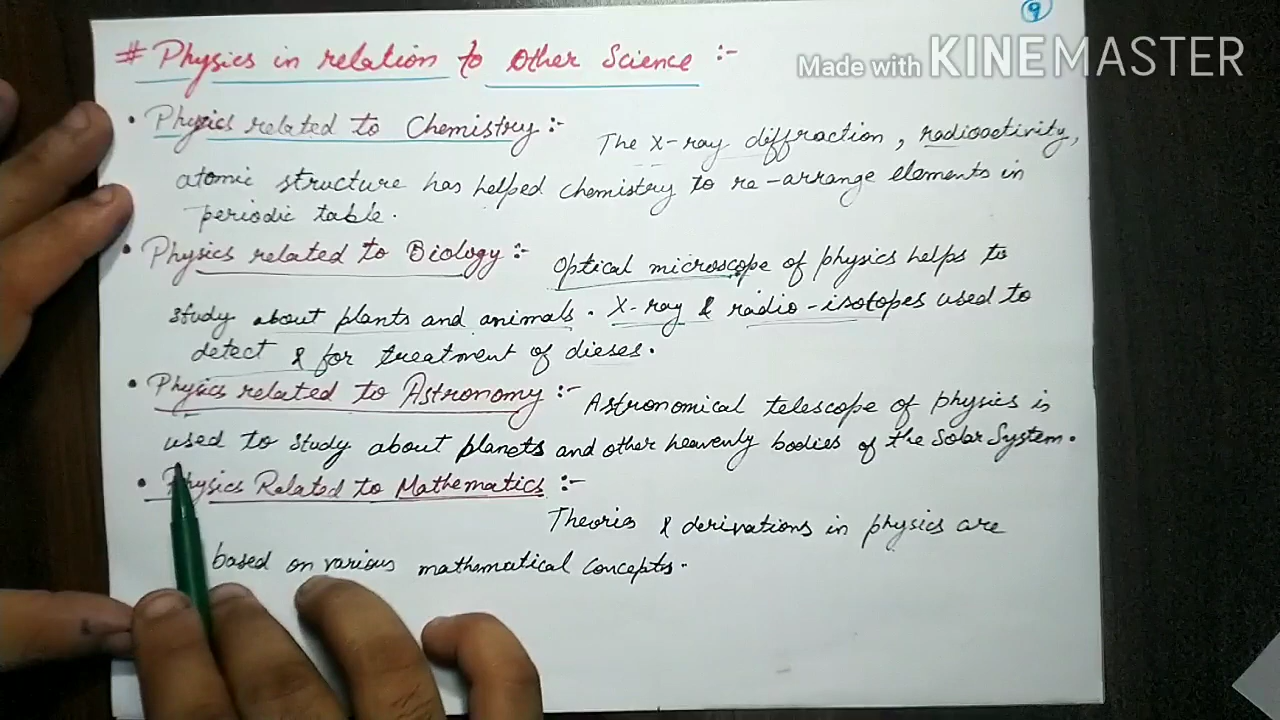 9
# Physics in relation to Other Science :-
Made with KINEMASTER
• Physics related to Chemistry :- The X-ray diffraction, radioactivity,
atomic structure has helped chemistry to re-arrange elements in
periodic table.
• Physics related to Biology :- Optical microscope of physics helps to
study about plants and animals. X-ray & radio-isotopes used to
detect & for treatment of dieses.
• Physics related to Astronomy :- Astronomical telescope of physics is
used to study about planets and other heavenly bodies of the Solar System.
• Physics Related to Mathematics :-
Theories & derivations in physics are
based on various mathematical concepts.